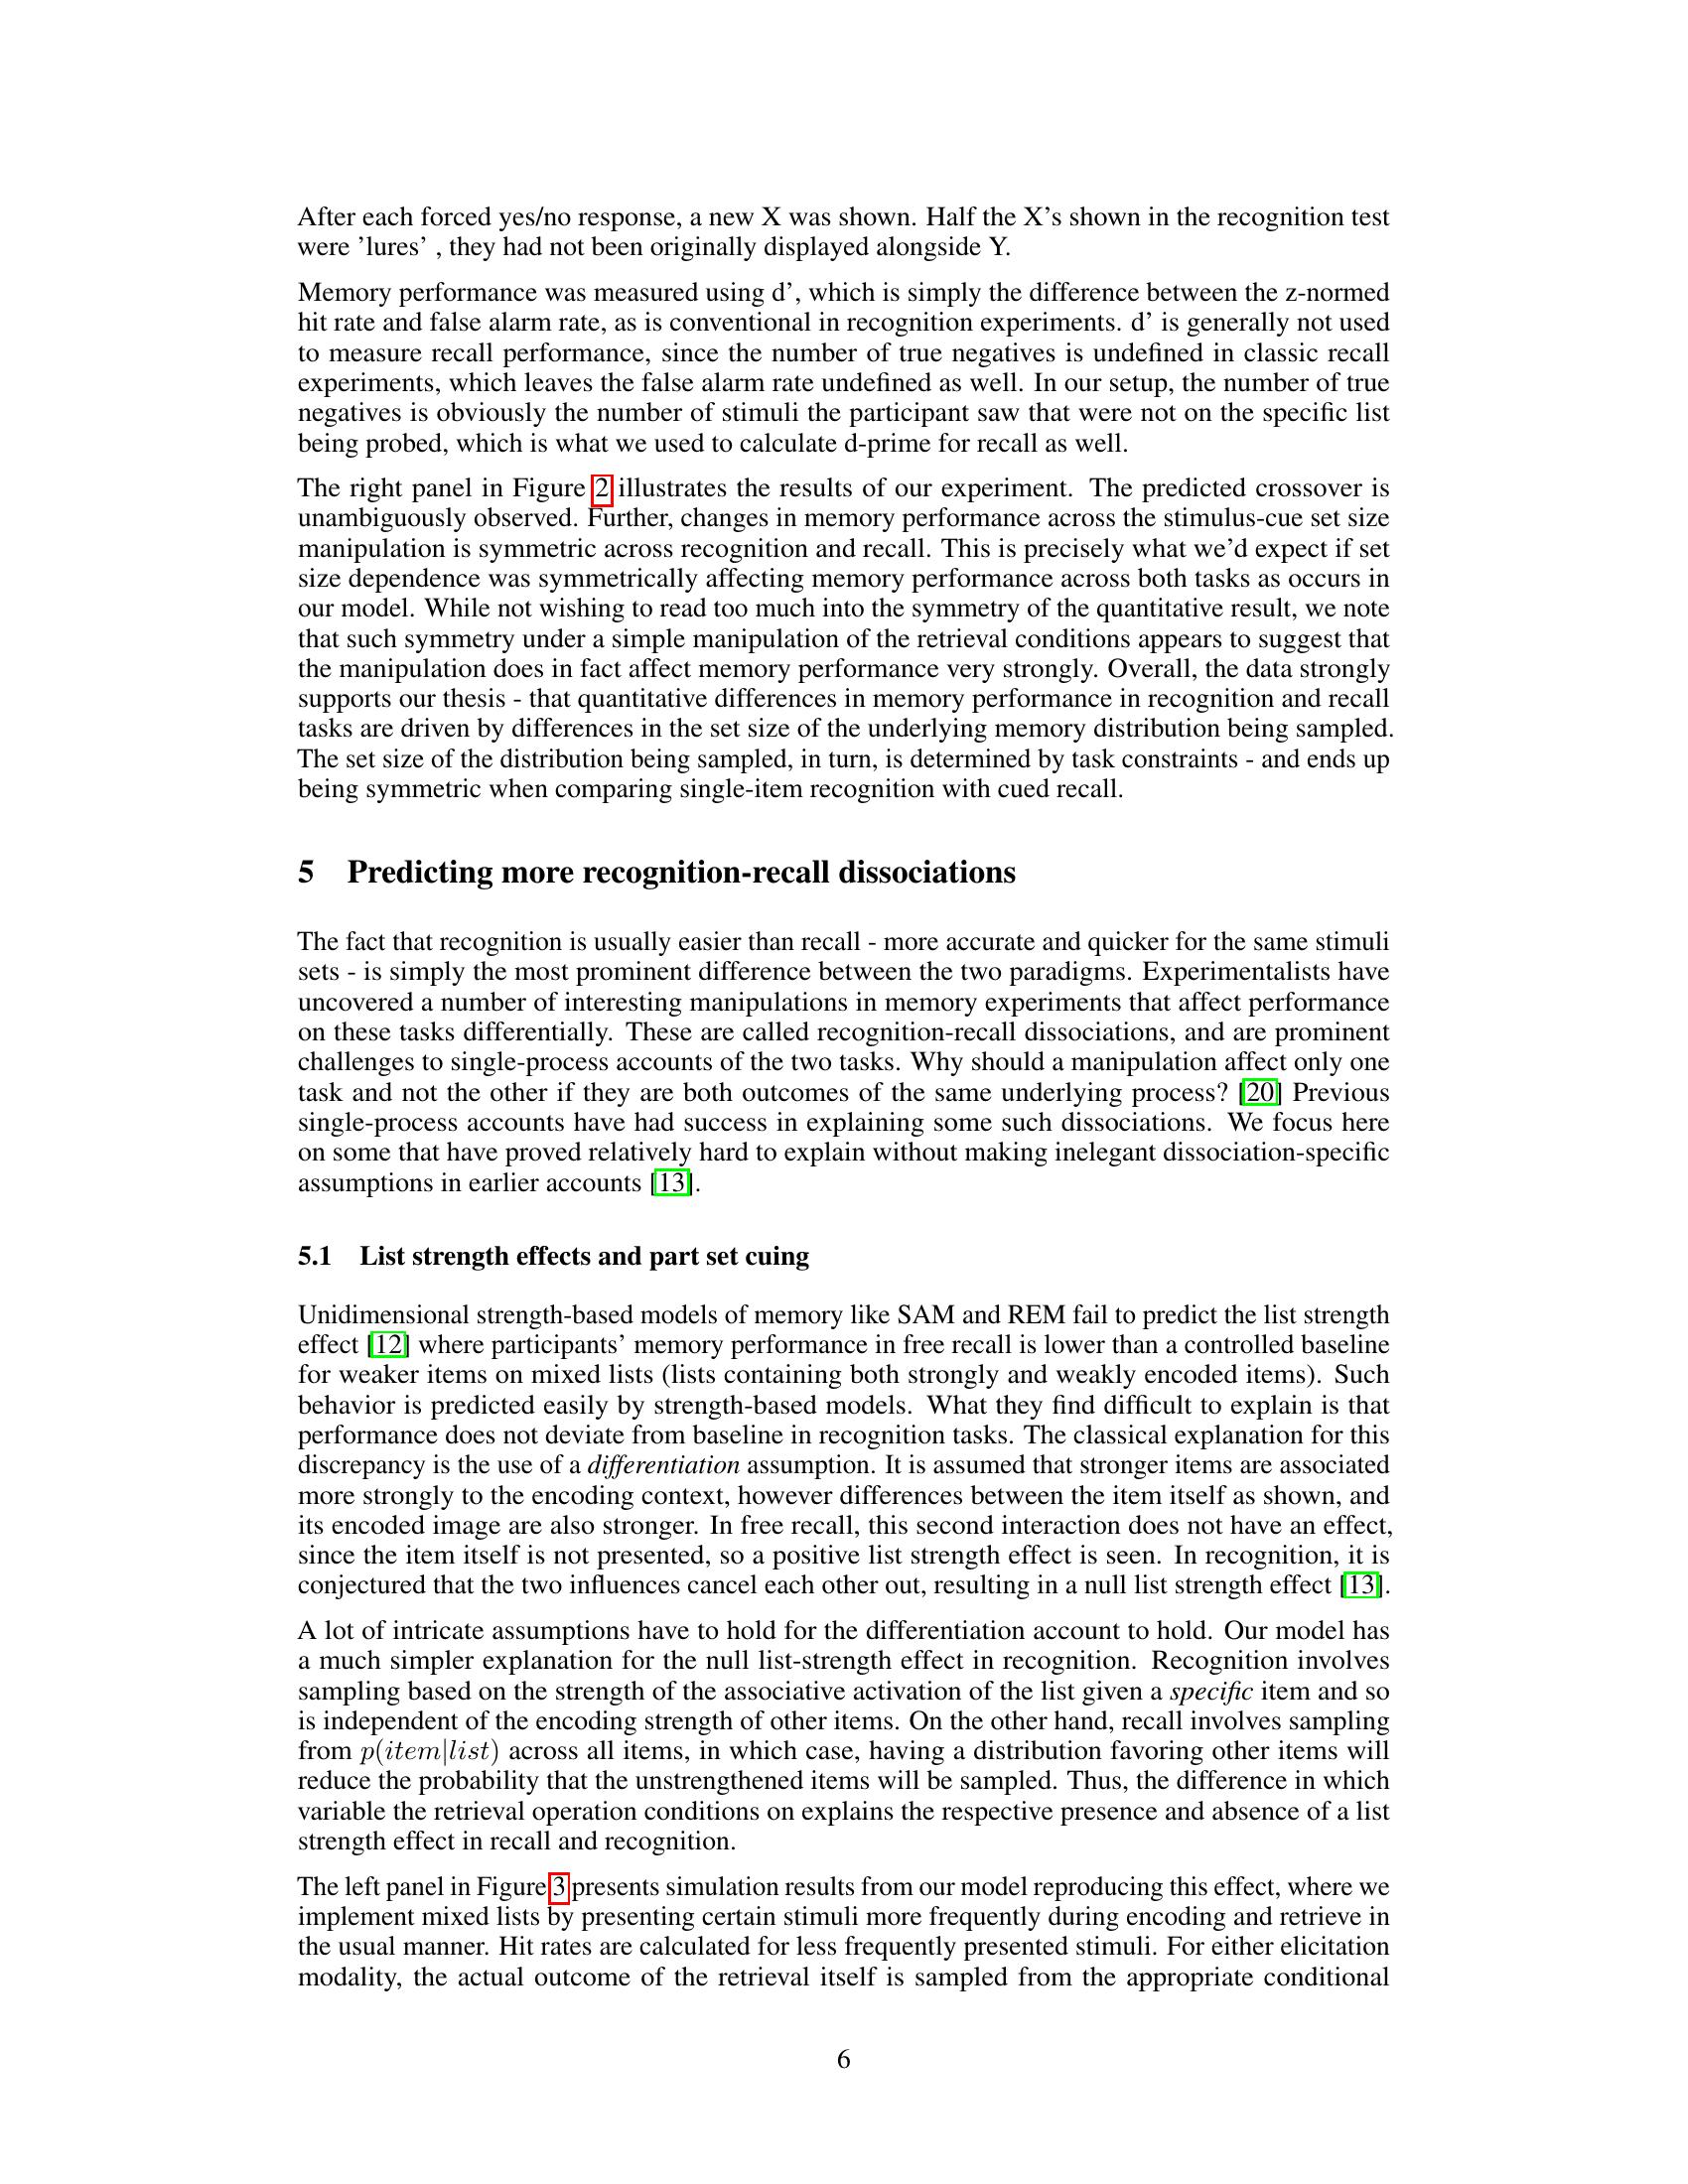 After each forced yes/no response, a new X was shown. Half the X's shown in the recognition test
were 'lures' , they had not been originally displayed alongside Y.
Memory performance was measured using d', which is simply the difference between the z-normed
hit rate and false alarm rate, as is conventional in recognition experiments. d' is generally not used
to measure recall performance, since the number of true negatives is undefined in classic recall
experiments, which leaves the false alarm rate undefined as well. In our setup, the number of true
negatives is obviously the number of stimuli the participant saw that were not on the specific list
being probed, which is what we used to calculate d-prime for recall as well.
The right panel in Figure 2 illustrates the results of our experiment. The predicted crossover is
unambiguously observed. Further, changes in memory performance across the stimulus-cue set size
manipulation is symmetric across recognition and recall. This is precisely what we'd expect if set
size dependence was symmetrically affecting memory performance across both tasks as occurs in
our model. While not wishing to read too much into the symmetry of the quantitative result, we note
that such symmetry under a simple manipulation of the retrieval conditions appears to suggest that
the manipulation does in fact affect memory performance very strongly. Overall, the data strongly
supports our thesis - that quantitative differences in memory performance in recognition and recall
tasks are driven by differences in the set size of the underlying memory distribution being sampled.
The set size of the distribution being sampled, in turn, is determined by task constraints - and ends up
being symmetric when comparing single-item recognition with cued recall.
5 Predicting more recognition-recall dissociations
The fact that recognition is usually easier than recall - more accurate and quicker for the same stimuli
sets - is simply the most prominent difference between the two paradigms. Experimentalists have
uncovered a number of interesting manipulations in memory experiments that affect performance
on these tasks differentially. These are called recognition-recall dissociations, and are prominent
challenges to single-process accounts of the two tasks. Why should a manipulation affect only one
task and not the other if they are both outcomes of the same underlying process? [20] Previous
single-process accounts have had success in explaining some such dissociations. We focus here
on some that have proved relatively hard to explain without making inelegant dissociation-specific
assumptions in earlier accounts [13].
5.1 List strength effects and part set cuing
Unidimensional strength-based models of memory like SAM and REM fail to predict the list strength
effect [12] where participants' memory performance in free recall is lower than a controlled baseline
for weaker items on mixed lists (lists containing both strongly and weakly encoded items). Such
behavior is predicted easily by strength-based models. What they find difficult to explain is that
performance does not deviate from baseline in recognition tasks. The classical explanation for this
discrepancy is the use of a differentiation assumption. It is assumed that stronger items are associated
more strongly to the encoding context, however differences between the item itself as shown, and
its encoded image are also stronger. In free recall, this second interaction does not have an effect,
since the item itself is not presented, so a positive list strength effect is seen. In recognition, it is
conjectured that the two influences cancel each other out, resulting in a null list strength effect [13].
A lot of intricate assumptions have to hold for the differentiation account to hold. Our model has
a much simpler explanation for the null list-strength effect in recognition. Recognition involves
sampling based on the strength of the associative activation of the list given a specific item and so
is independent of the encoding strength of other items. On the other hand, recall involves sampling
from p(item|list) across all items, in which case, having a distribution favoring other items will
reduce the probability that the unstrengthened items will be sampled. Thus, the difference in which
variable the retrieval operation conditions on explains the respective presence and absence of a list
strength effect in recall and recognition.
The left panel in Figure 3 presents simulation results from our model reproducing this effect, where we
implement mixed lists by presenting certain stimuli more frequently during encoding and retrieve in
the usual manner. Hit rates are calculated for less frequently presented stimuli. For either elicitation
modality, the actual outcome of the retrieval itself is sampled from the appropriate conditional
6